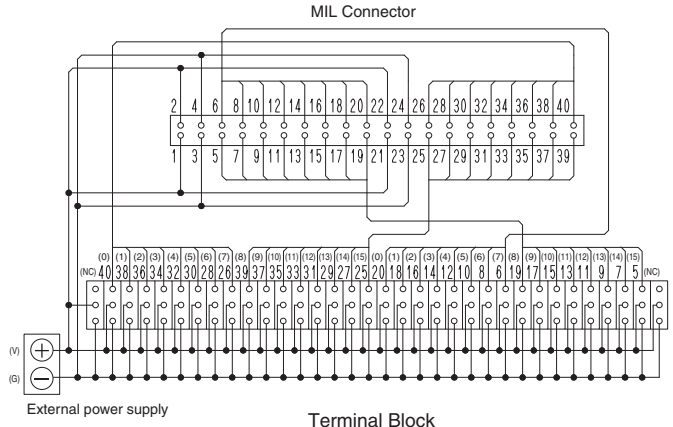 MIL Connector
2 4 6 8 10 12 14 16 18 20 22 24 26 28 30 32 34 36 38 40
1 3 5 7 9 11 13 15 17 19 21 23 25 27 29 31 33 35 37 39
(0) (1) (2) (3) (4) (5) (6) (7) (8) (9) (10) (11) (12) (13) (14) (15) (0) (1) (2) (3) (4) (5) (6) (7) (8) (9) (10) (11) (12) (13) (14) (15)
(NC) 40 38 36 34 32 30 28 26 39 37 35 33 31 29 27 25 20 18 16 14 12 10 8 6 19 17 15 13 11 9 7 5 (NC)
(V)
(G)
External power supply
Terminal Block